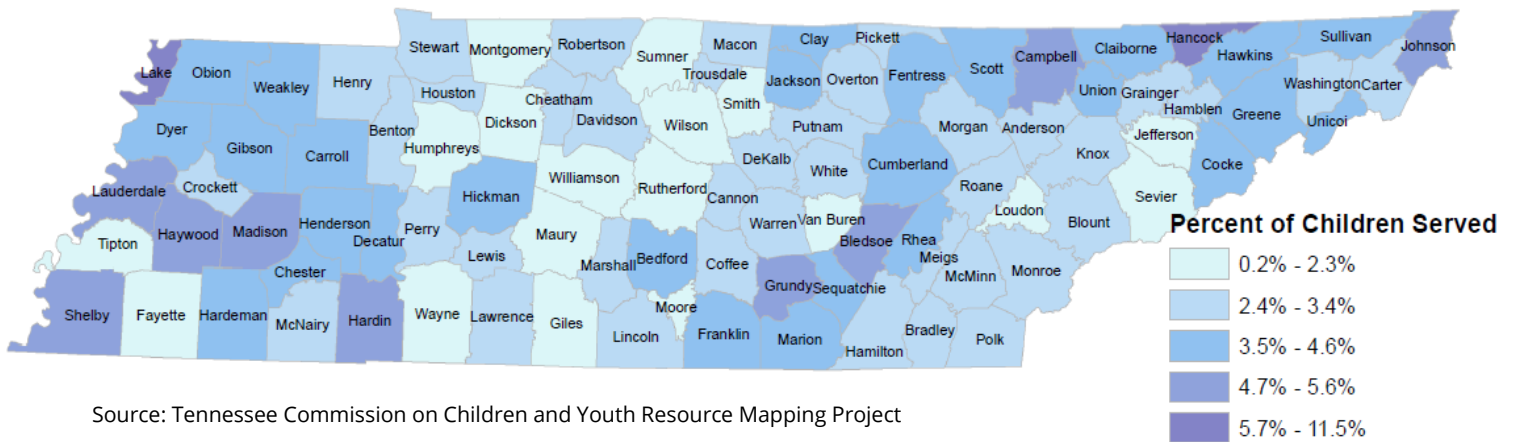 Stewart
Montgomery
Robertson
Sumner
Macon
Clay
Pickett
Hancock
Sullivan
Johnson
Lake
Obion
Weakley
Henry
Houston
Cheatham
Trousdale
Jackson
Overton
Fentress
Scott
Campbell
Claiborne
Hawkins
Union
Grainger
Washington
Carter
Hamblen
Dyer
Gibson
Carroll
Benton
Humphreys
Dickson
Davidson
Wilson
Smith
Putnam
Morgan
Anderson
Knox
Jefferson
Greene
Unicoi
Cocke
Lauderdale
Crockett
Hickman
Williamson
Rutherford
DeKalb
White
Cannon
Cumberland
Roane
Loudon
Sevier
Blount
Tipton
Haywood
Madison
Henderson
Decatur
Perry
Lewis
Maury
Marshall
Bedford
Coffee
Warren
Van Buren
Bledsoe
Rhea
Meigs
McMinn
Monroe
Shelby
Fayette
Hardeman
Chester
McNairy
Hardin
Wayne
Lawrence
Giles
Lincoln
Moore
Franklin
Grundy
Sequatchie
Marion
Hamilton
Bradley
Polk
Percent of Children Served
0.2% - 2.3%
2.4% - 3.4%
3.5% - 4.6%
4.7% - 5.6%
5.7% - 11.5%
Source: Tennessee Commission on Children and Youth Resource Mapping Project